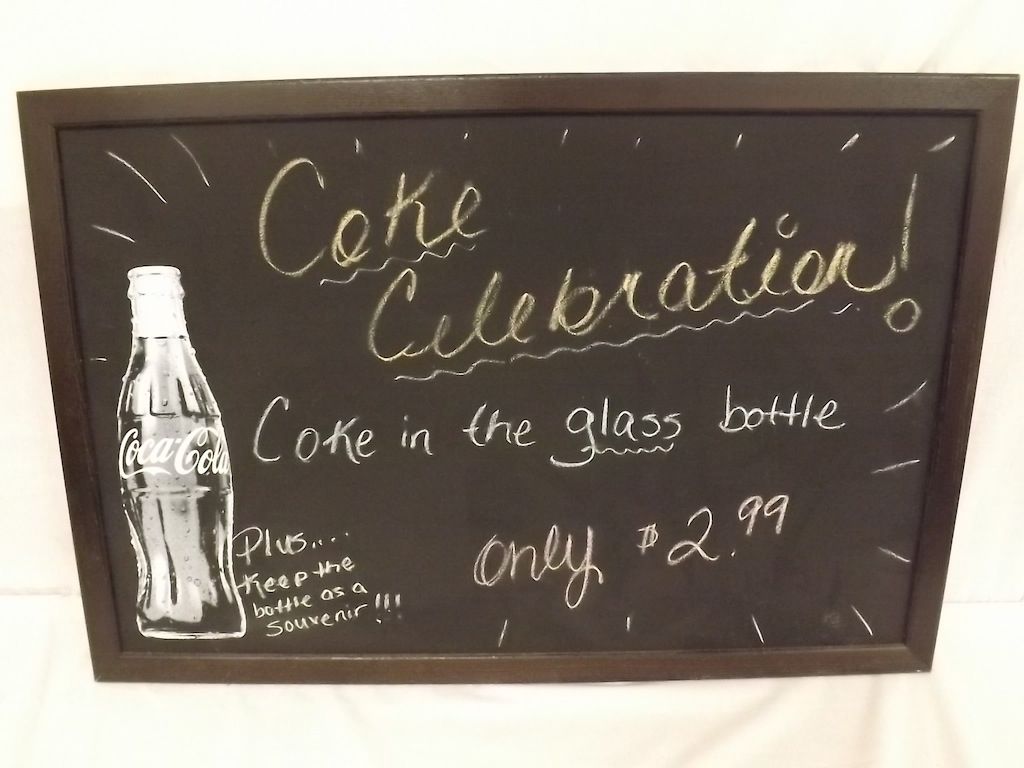 Coke
Celebration!
Coke in the glass bottle
only $2.99
Coca-Cola
Plus....
Keep the
bottle as a
Souvenir!!!